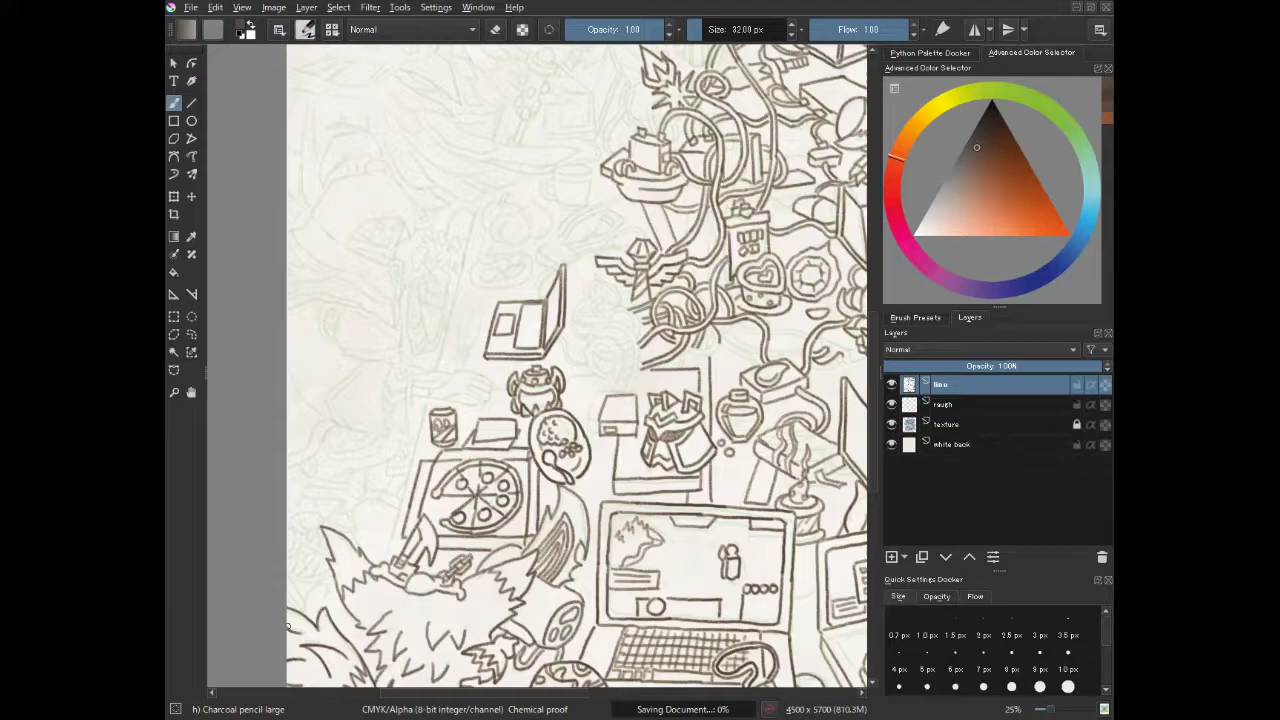 File Edit View Image Layer Select Filter Tools Settings Window Help
Normal Opacity: 1.00 Size: 32.00 px Flow: 1.00
Python Palette Docker Advanced Color Selector
Advanced Color Selector
Brush Presets Layers
Layers
Normal
Opacity: 100%
line
rough
texture
white back
Quick Settings Docker
Size Opacity Flow
0.7 px 1.0 px 1.5 px 2 px 2.5 px 3 px 3.5 px
4 px 5 px 6 px 7 px 8 px 9 px 10 px
h) Charcoal pencil large CMYK/Alpha (8-bit integer/channel) Chemical proof Saving Document...: 0% 4500 x 5700 (810.3M) 25%